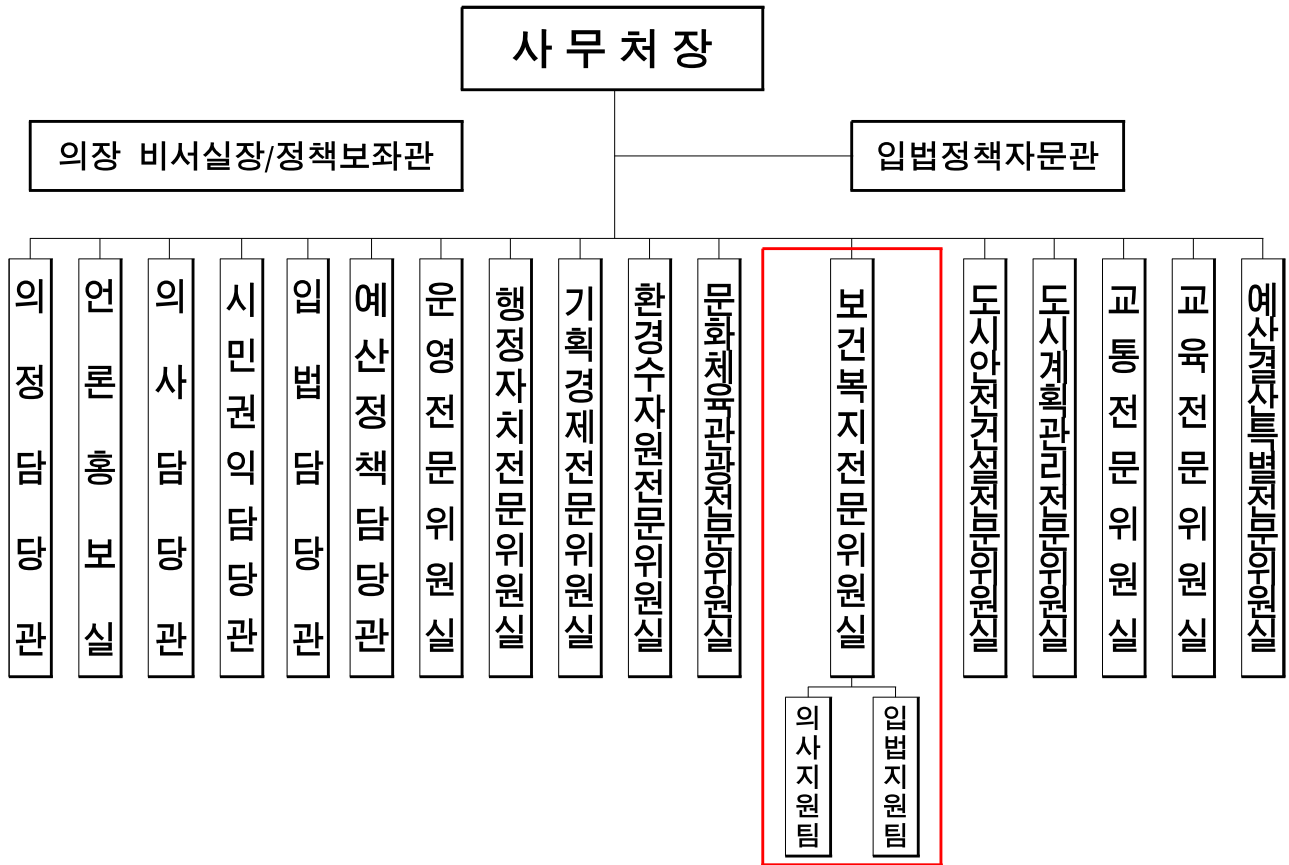 사무처장
의장 비서실장/정책보좌관
입법정책자문관
의정담당관
언론홍보실
의사담당관
시민권익담당관
입법담당관
예산정책담당관
운영전문위원실
행정자치전문위원실
기획경제전문위원실
환경수자원전문위원실
문화체육관광전문위원실
보건복지전문위원실
도시안전건설전문위원실
도시계획관리전문위원실
교통전문위원실
교육전문위원실
예산결산특별전문위원실
의사지원팀
입법지원팀